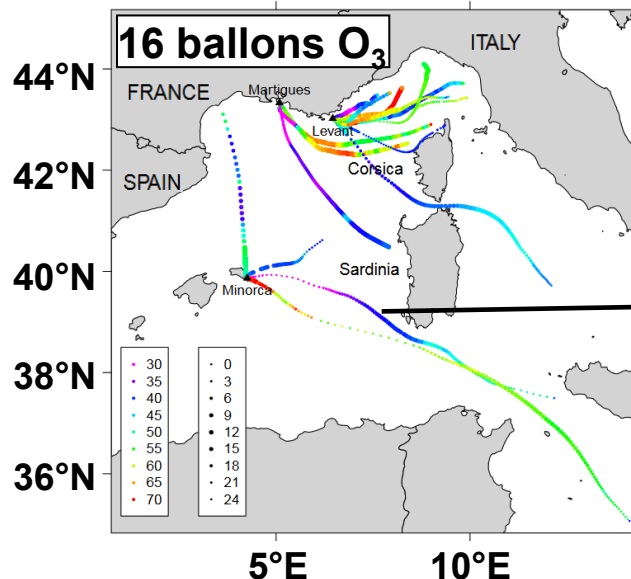 16 ballons O3
ITALY
44°N
FRANCE
Martigues
Levant
42°N
Corsica
SPAIN
40°N
Sardinia
Minorca
38°N
30 0
35 3
40 6
45 9
50 12
55 15
60 18
65 21
70 24
36°N
5°E 10°E